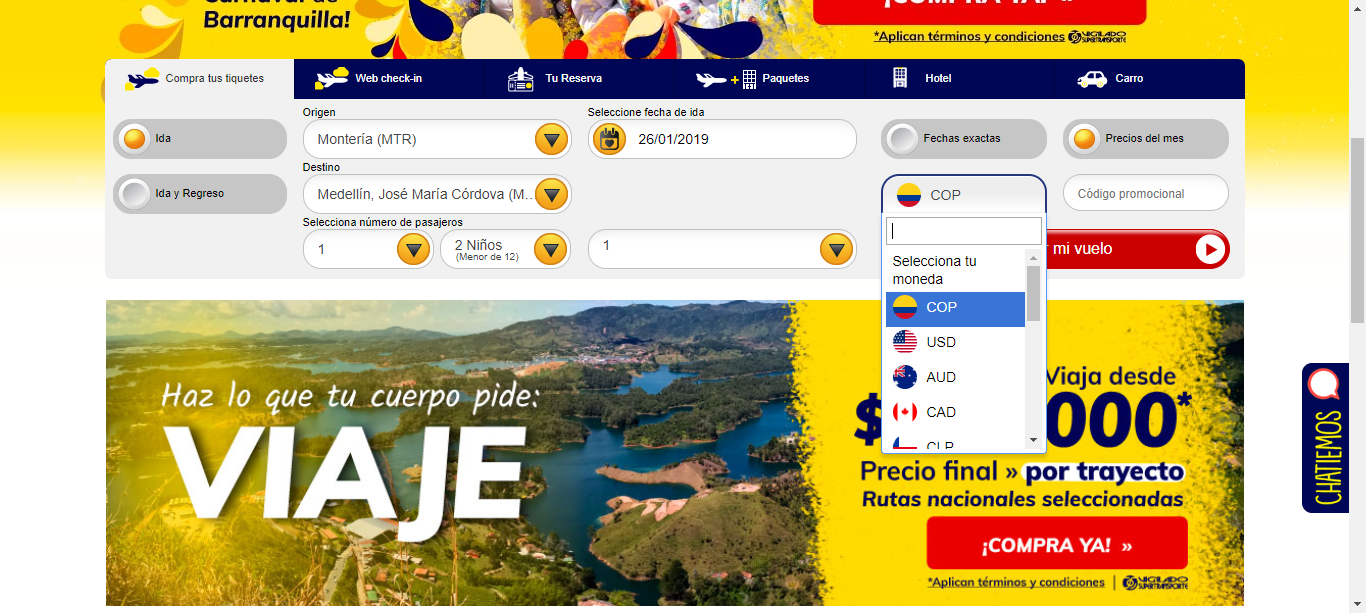 Carnaval de
Barranquilla!
¡COMPRA YA! »
*Aplican términos y condiciones
VIGILADO
SUPERTRANSPORTE
Compra tus tiquetes
Web check-in
Tu Reserva
Paquetes
Hotel
Carro
Ida
Ida y Regreso
Origen
Montería (MTR)
Destino
Medellín, José María Córdova (M...
Selecciona número de pasajeros
1
2 Niños
(Menor de 12)
Seleccione fecha de ida
26/01/2019
1
Fechas exactas
Precios del mes
COP
Código promocional
Selecciona tu
moneda
COP
USD
AUD
CAD
CLP
mi vuelo
Haz lo que tu cuerpo pide:
VIAJE
Viaja desde
$ 000*
Precio final » por trayecto
Rutas nacionales seleccionadas
¡COMPRA YA! »
*Aplican términos y condiciones
VIGILADO
SUPERTRANSPORTE
CHATIEMOS